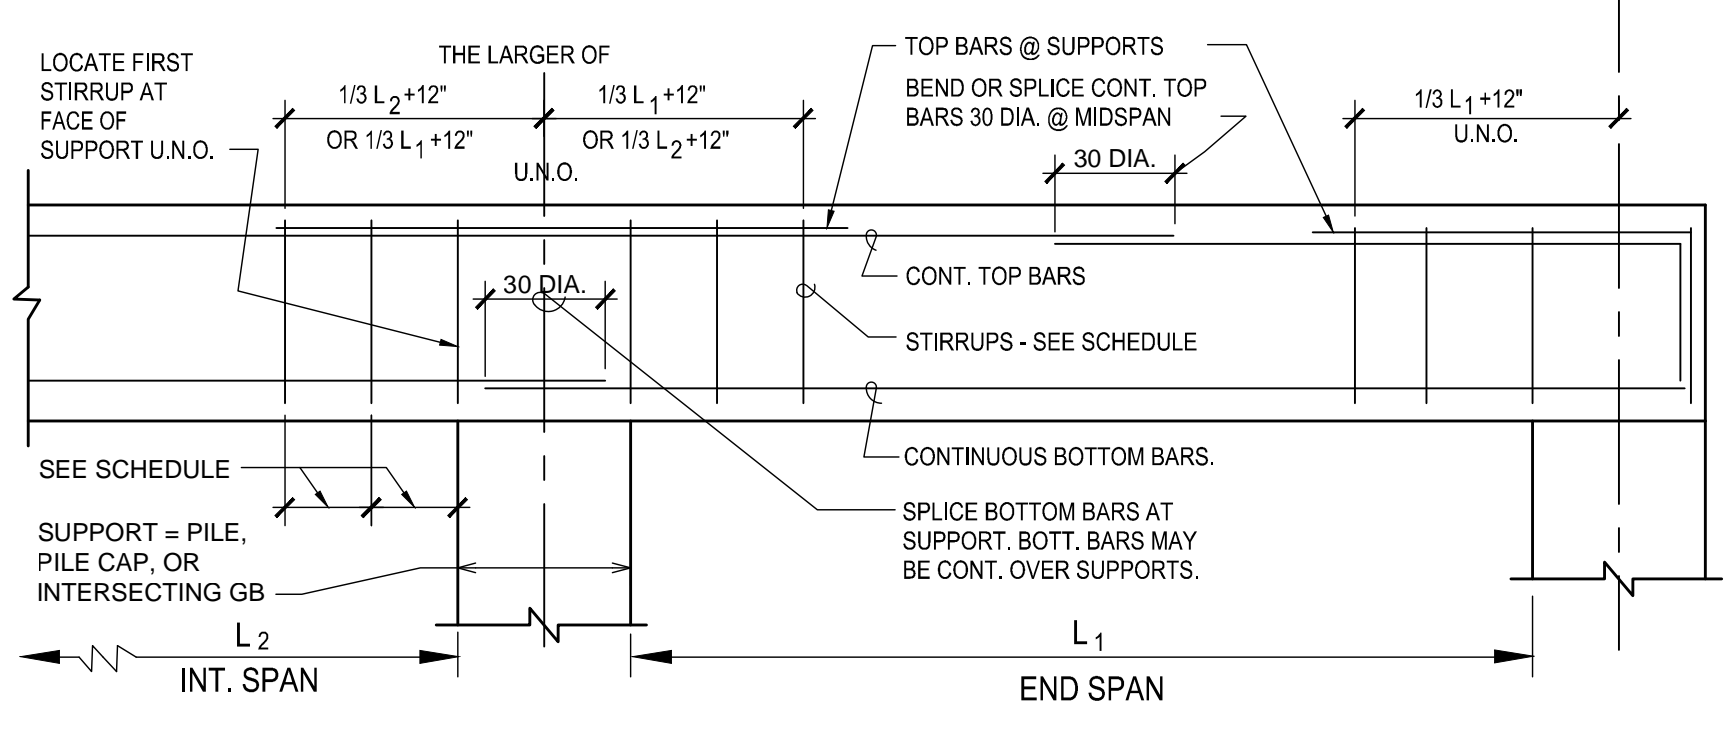 LOCATE FIRST
STIRRUP AT
FACE OF
SUPPORT U.N.O.
THE LARGER OF
1/3 L2+12"
OR 1/3 L1+12"
1/3 L1+12"
OR 1/3 L2+12"
U.N.O.
TOP BARS @ SUPPORTS
BEND OR SPLICE CONT. TOP
BARS 30 DIA. @ MIDSPAN
30 DIA.
1/3 L1+12"
U.N.O.
30 DIA.
CONT. TOP BARS
STIRRUPS - SEE SCHEDULE
CONTINUOUS BOTTOM BARS.
SPLICE BOTTOM BARS AT
SUPPORT. BOTT. BARS MAY
BE CONT. OVER SUPPORTS.
SEE SCHEDULE
SUPPORT = PILE,
PILE CAP, OR
INTERSECTING GB
L2
INT. SPAN
L1
END SPAN